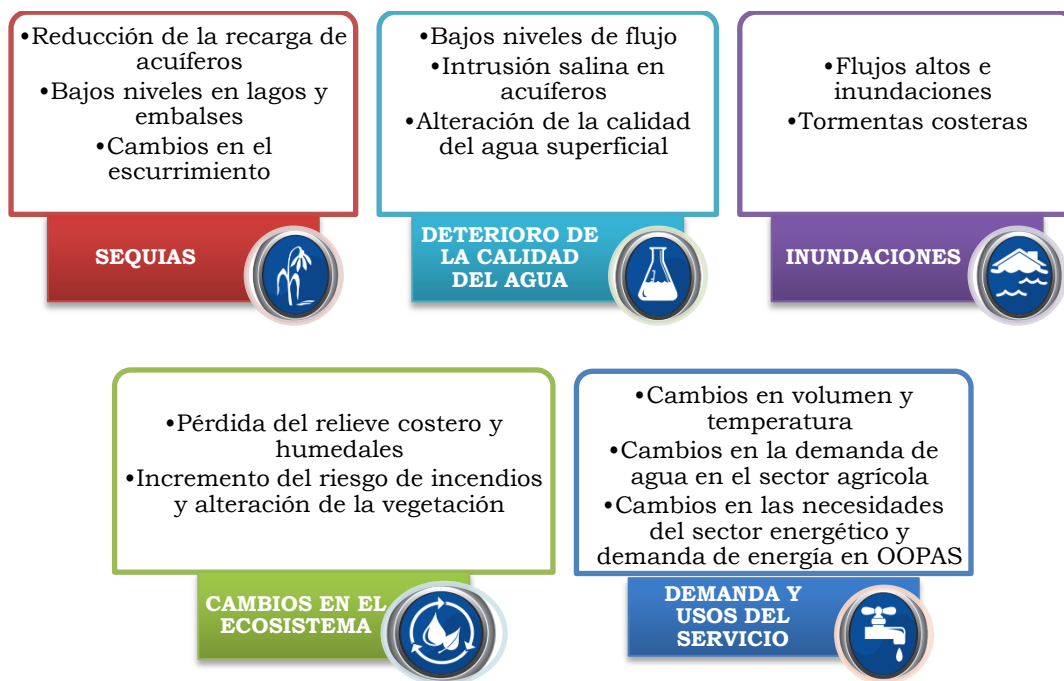 •Reducción de la recarga de
acuíferos
•Bajos niveles en lagos y
embalses
•Cambios en el
escurrimiento
SEQUIAS
•Bajos niveles de flujo
•Intrusión salina en
acuíferos
•Alteración de la calidad
del agua superficial
DETERIORO DE
LA CALIDAD
DEL AGUA
•Flujos altos e
inundaciones
•Tormentas costeras
INUNDACIONES
•Pérdida del relieve costero y
humedales
•Incremento del riesgo de incendios
y alteración de la vegetación
CAMBIOS EN EL
ECOSISTEMA
•Cambios en volumen y
temperatura
•Cambios en la demanda de
agua en el sector agrícola
•Cambios en las necesidades
del sector energético y
demanda de energía en OOPAS
DEMANDA Y
USOS DEL
SERVICIO